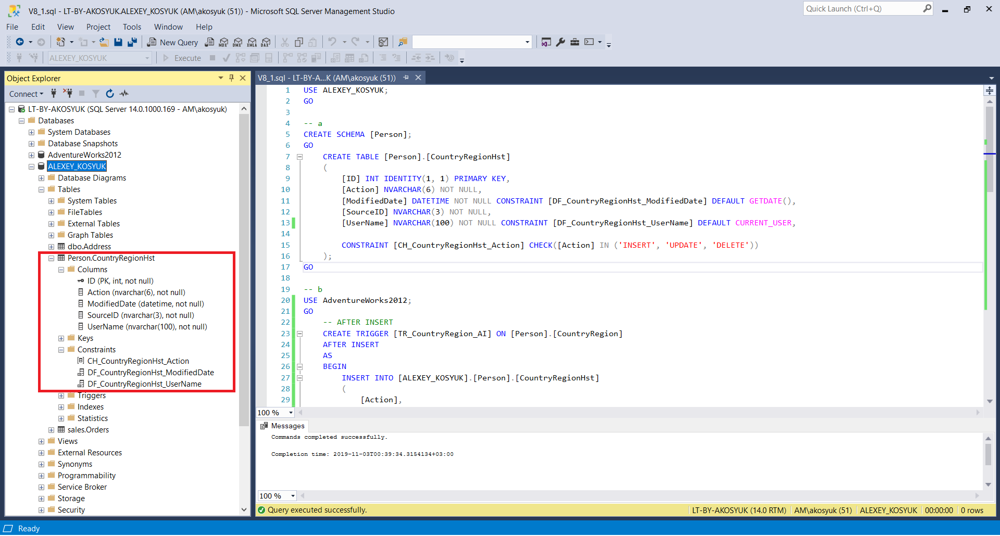 V8_1.sql - LT-BY-AKOSYUK.ALEXEY_KOSYUK (AM\akosyuk (51)) - Microsoft SQL Server Management Studio
Quick Launch (Ctrl+Q)
File Edit View Project Tools Window Help
New Query MDX DMX XMLA DAX
ALEXEY_KOSYUK Execute
Object Explorer
Connect
LT-BY-AKOSYUK (SQL Server 14.0.1000.169 - AM\akosyuk)
Databases
System Databases
Database Snapshots
AdventureWorks2012
ALEXEY_KOSYUK
Database Diagrams
Tables
System Tables
FileTables
External Tables
Graph Tables
dbo.Address
Person.CountryRegionHst
Columns
ID (PK, int, not null)
Action (nvarchar(6), not null)
ModifiedDate (datetime, not null)
SourceID (nvarchar(3), not null)
UserName (nvarchar(100), not null)
Keys
Constraints
CH_CountryRegionHst_Action
DF_CountryRegionHst_ModifiedDate
DF_CountryRegionHst_UserName
Triggers
Indexes
Statistics
sales.Orders
Views
External Resources
Synonyms
Programmability
Service Broker
Storage
Security
V8_1.sql - LT-BY-A...K (AM\akosyuk (51))
1 USE ALEXEY_KOSYUK;
2 GO
3
4 -- a
5 CREATE SCHEMA [Person];
6 GO
7 CREATE TABLE [Person].[CountryRegionHst]
8 (
9 [ID] INT IDENTITY(1, 1) PRIMARY KEY,
10 [Action] NVARCHAR(6) NOT NULL,
11 [ModifiedDate] DATETIME NOT NULL CONSTRAINT [DF_CountryRegionHst_ModifiedDate] DEFAULT GETDATE(),
12 [SourceID] NVARCHAR(3) NOT NULL,
13 [UserName] NVARCHAR(100) NOT NULL CONSTRAINT [DF_CountryRegionHst_UserName] DEFAULT CURRENT_USER,
14
15 CONSTRAINT [CH_CountryRegionHst_Action] CHECK([Action] IN ('INSERT', 'UPDATE', 'DELETE'))
16 );
17 GO
18
19 -- b
20 USE AdventureWorks2012;
21 GO
22 -- AFTER INSERT
23 CREATE TRIGGER [TR_CountryRegion_AI] ON [Person].[CountryRegion]
24 AFTER INSERT
25 AS
26 BEGIN
27 INSERT INTO [ALEXEY_KOSYUK].[Person].[CountryRegionHst]
28 (
29 [Action],
100 %
Messages
Commands completed successfully.
Completion time: 2019-11-03T00:39:34.3154134+03:00
100 %
Query executed successfully. LT-BY-AKOSYUK (14.0 RTM) AM\akosyuk (51) ALEXEY_KOSYUK 00:00:00 0 rows
Ready